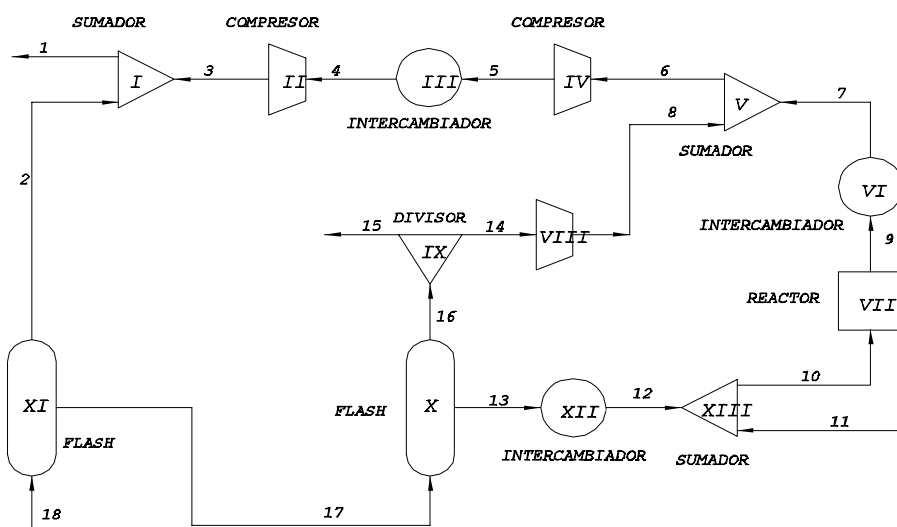 SUMADOR
COMPRESOR
COMPRESOR
1
3
4
5
6
7
I
II
III
IV
V
INTERCAMBIADOR
8
SUMADOR
2
DIVISOR
15
14
VIII
VI
INTERCAMBIADOR
IX
9
REACTOR
VII
16
10
XI
FLASH
FLASH
X
13
XII
12
XIII
11
INTERCAMBIADOR
SUMADOR
18
17